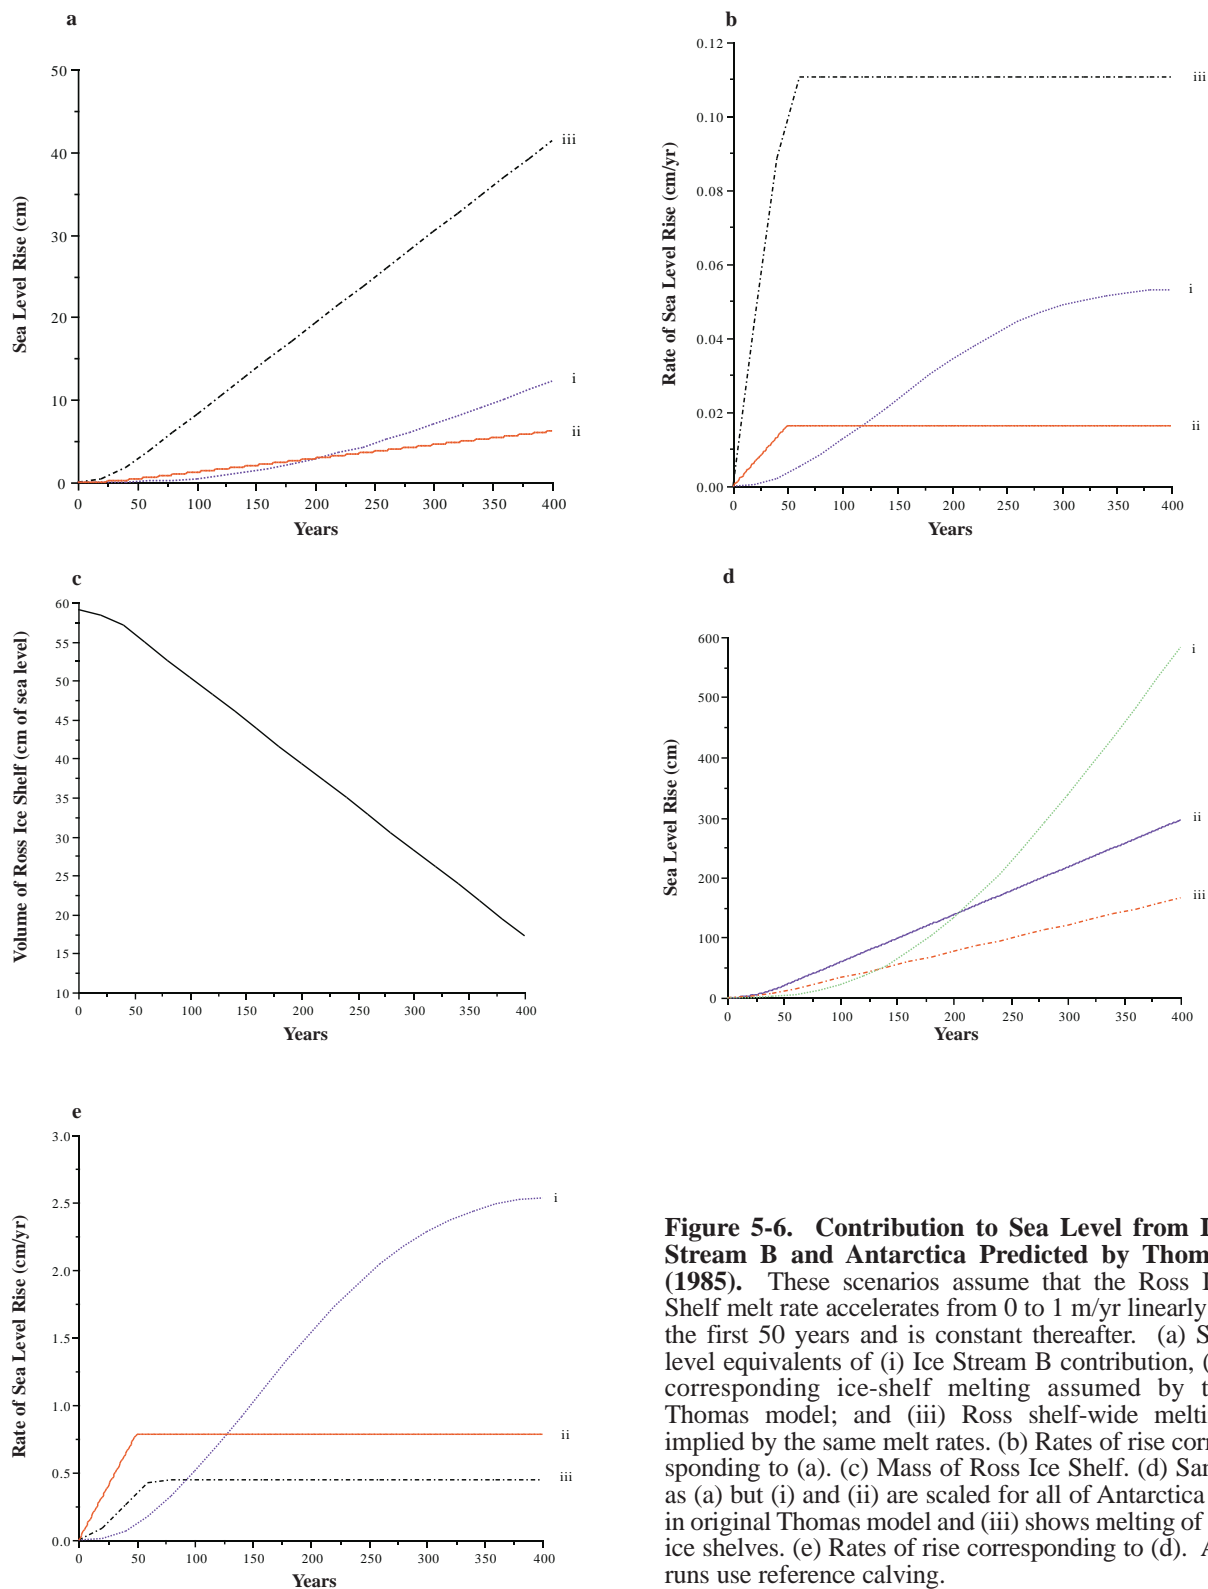 a
50
40
30
20
10
0
0 50 100 150 200 250 300 350 400
Years
Sea Level Rise (cm)
iii
i
ii
b
0.12
0.10
0.08
0.06
0.04
0.02
0.00
0 50 100 150 200 250 300 350 400
Years
Rate of Sea Level Rise (cm/yr)
iii
i
ii
c
60
55
50
45
40
35
30
25
20
15
10
0 50 100 150 200 250 300 350 400
Years
Volume of Ross Ice Shelf (cm of sea level)
d
600
500
400
300
200
100
0
0 50 100 150 200 250 300 350 400
Years
Sea Level Rise (cm)
i
ii
iii
e
3.0
2.5
2.0
1.5
1.0
0.5
0.0
0 50 100 150 200 250 300 350 400
Years
Rate of Sea Level Rise (cm/yr)
i
ii
iii
Figure 5-6. Contribution to Sea Level from
Stream B and Antarctica Predicted by Thom
(1985). These scenarios assume that the Ross
Shelf melt rate accelerates from 0 to 1 m/yr linearly
the first 50 years and is constant thereafter. (a) S
level equivalents of (i) Ice Stream B contribution, (
corresponding ice-shelf melting assumed by t
Thomas model; and (iii) Ross shelf-wide melti
implied by the same melt rates. (b) Rates of rise corr
sponding to (a). (c) Mass of Ross Ice Shelf. (d) Sam
as (a) but (i) and (ii) are scaled for all of Antarctica
in original Thomas model and (iii) shows melting of
ice shelves. (e) Rates of rise corresponding to (d). A
runs use reference calving.